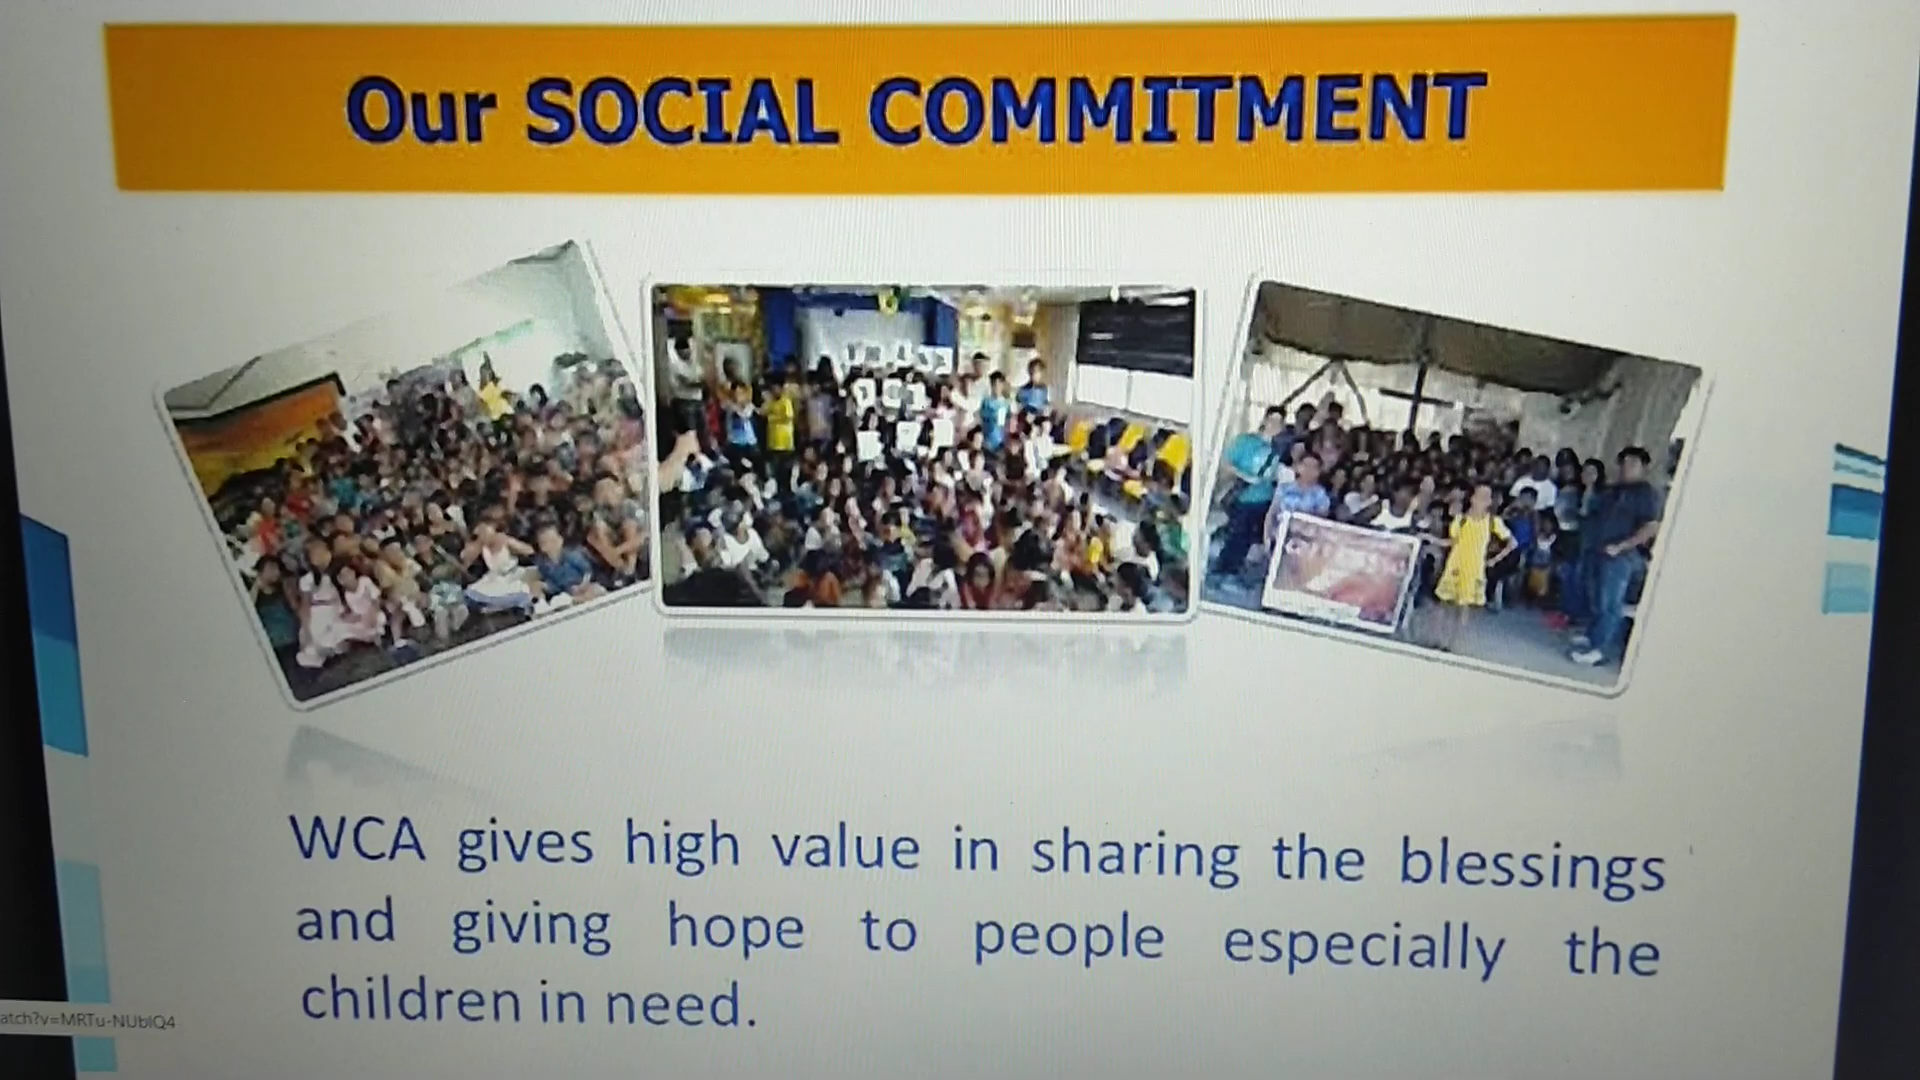 Our SOCIAL COMMITMENT
WCA gives high value in sharing the blessings
and giving hope to people especially the
children in need.
atch?v=MRTu-NUbIQ4